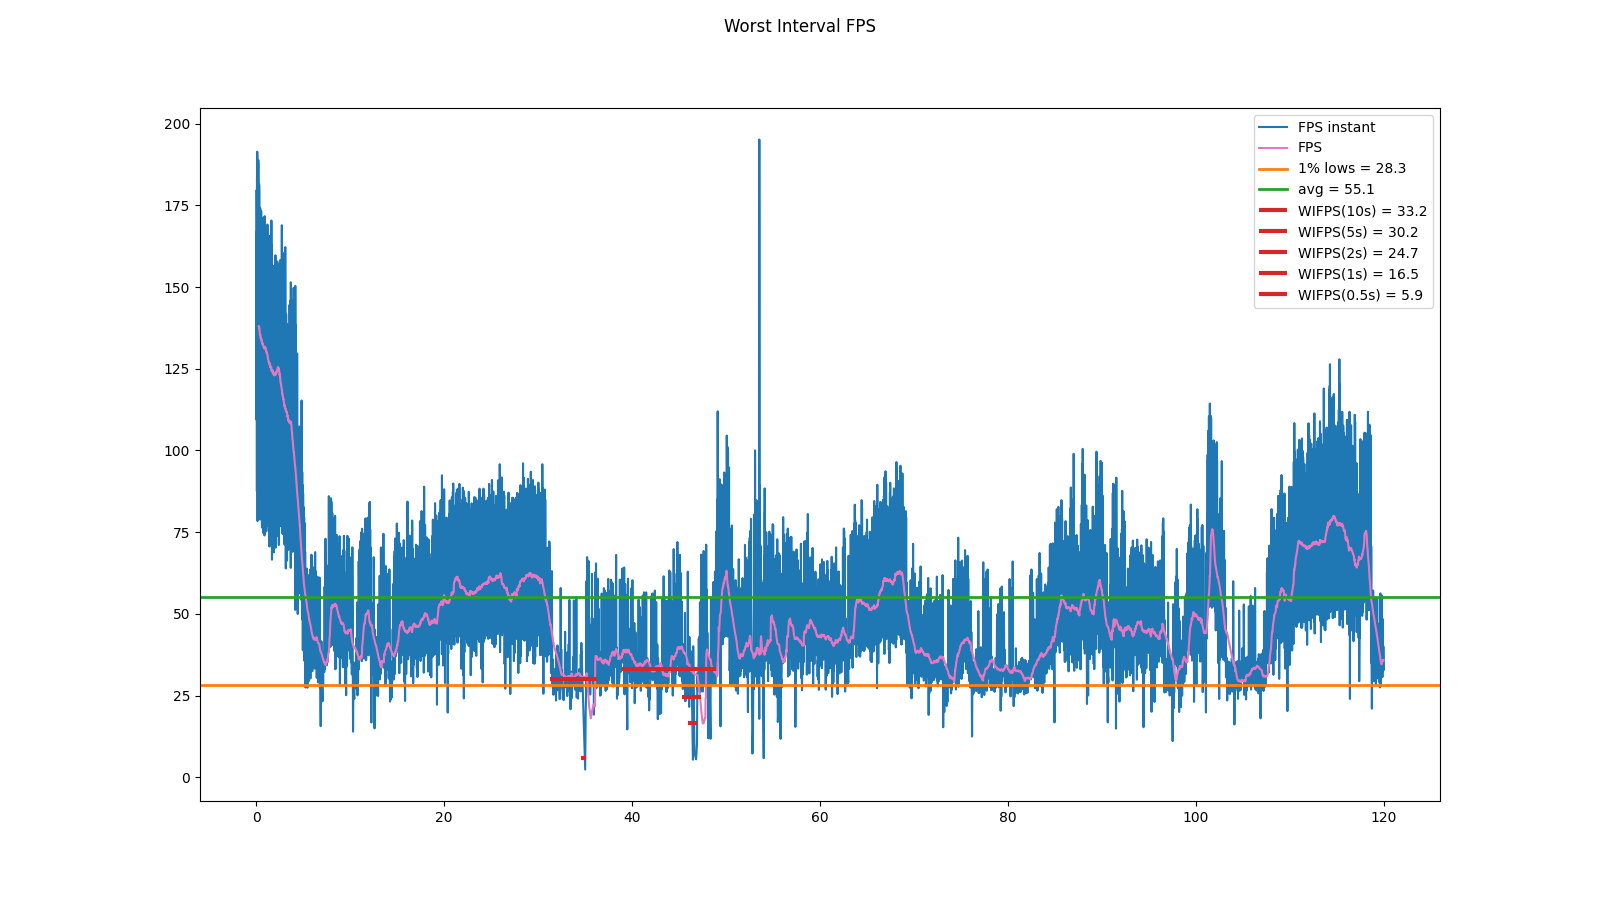 Worst Interval FPS
200
175
150
125
100
75
50
25
0
0 20 40 60 80 100 120
FPS instant
FPS
1% lows = 28.3
avg = 55.1
WIFPS(10s) = 33.2
WIFPS(5s) = 30.2
WIFPS(2s) = 24.7
WIFPS(1s) = 16.5
WIFPS(0.5s) = 5.9